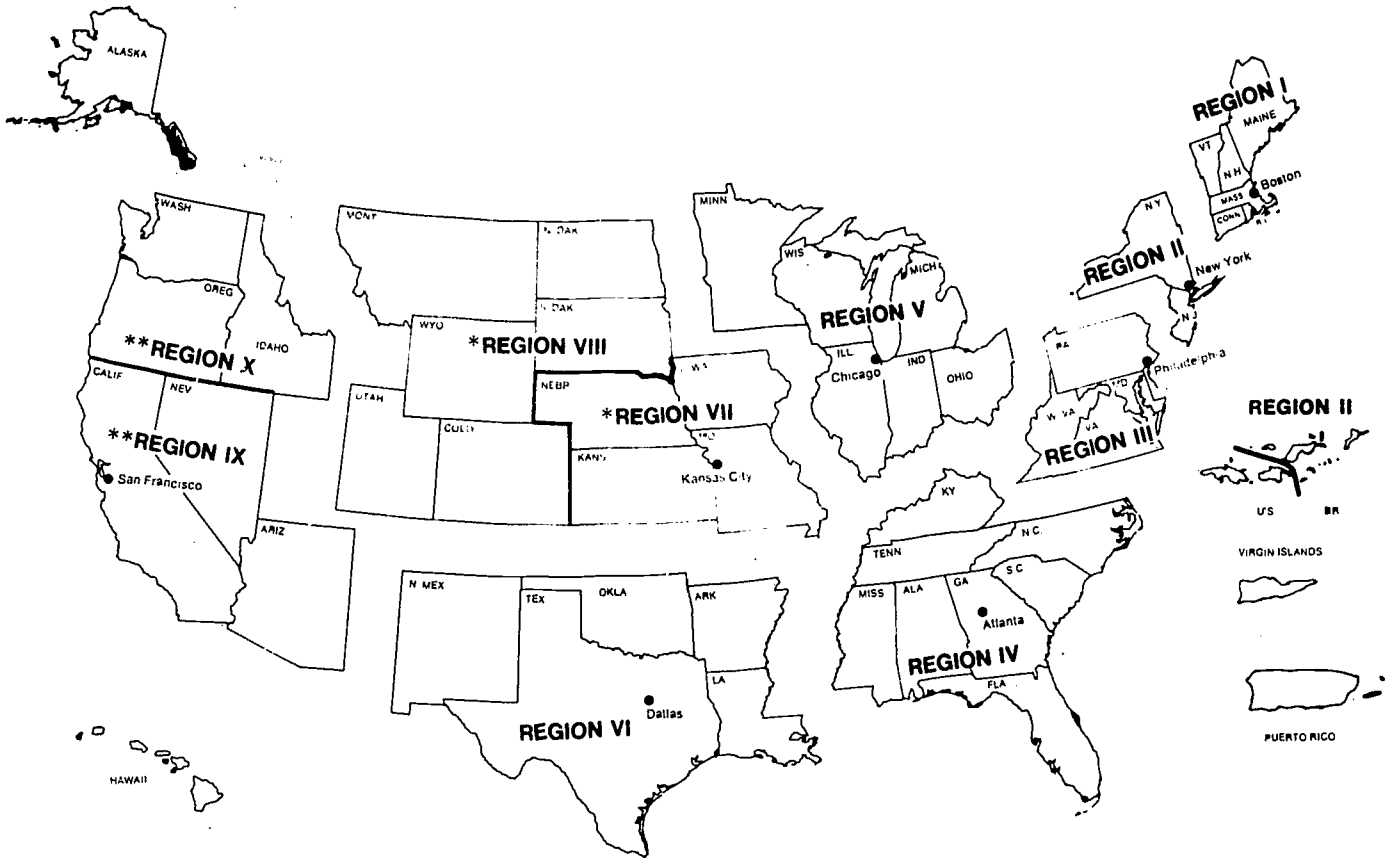 ALASKA
REGION I
MAINE
VT
N H
Boston
MASS
CONN
R I
WASH
MONT
N. DAK
MINN
N Y
WIS
REGION II
New York
MICH
OREG
N. DAK
REGION V
N
WYO
**REGION X
IDAHO
*REGION VIII
PA
ILL
IND
Philadelphia
CALIF
NEV
Chicago
OHIO
MD
UTAH
NEBR
REGION II
*REGION VII
W. VA
VA
**REGION IX
COLO
REGION III
MO
KANS
San Francisco
Kansas City
KY
US
BR
ARIZ
N.C.
TENN
VIRGIN ISLANDS
S C
N MEX
OKLA
ARK
MISS
ALA
GA
TEX
Atlanta
REGION IV
LA
FLA
Dallas
REGION VI
PUERTO RICO
HAWAII